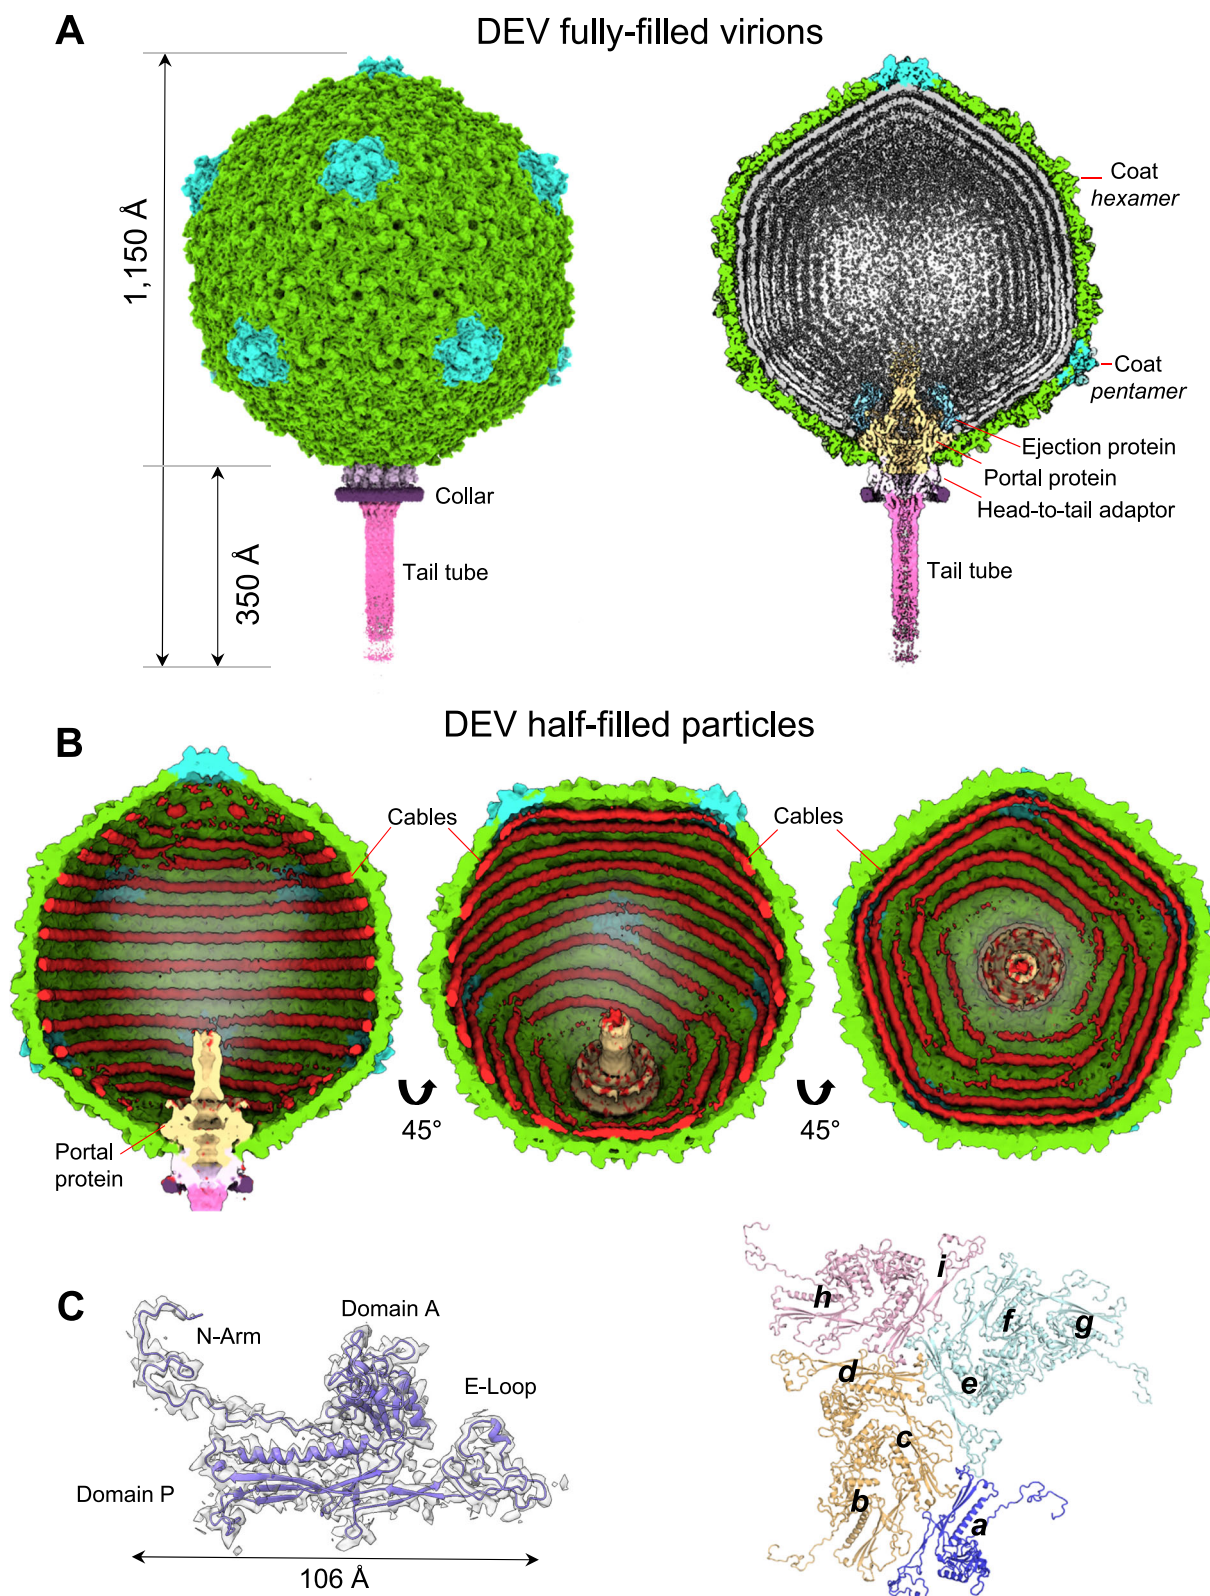 A
DEV fully-filled virions
1,150 Å
350 Å
Collar
Tail tube
Coat
hexamer
Coat
pentamer
Ejection protein
Portal protein
Head-to-tail adaptor
Tail tube
B
DEV half-filled particles
Cables
Cables
45°
45°
Portal
protein
C
N-Arm
Domain A
E-Loop
Domain P
106 Å
h
i
f
g
d
e
c
b
a